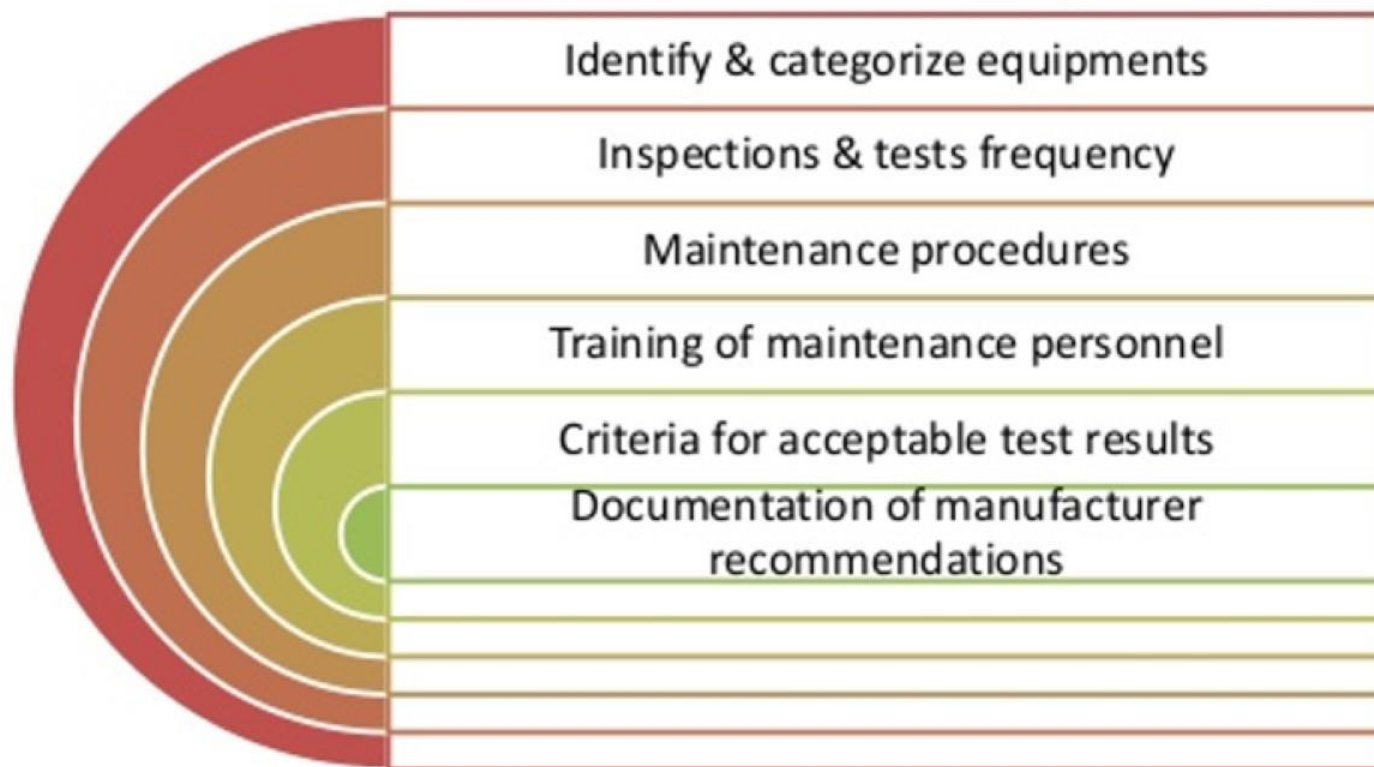 Identify & categorize equipments
Inspections & tests frequency
Maintenance procedures
Training of maintenance personnel
Criteria for acceptable test results
Documentation of manufacturer
recommendations